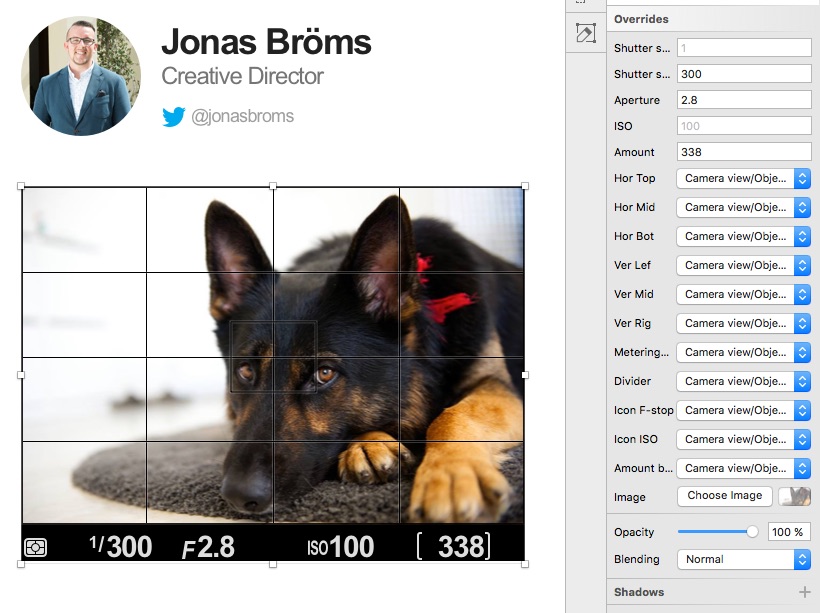 Jonas Bröms
Creative Director
@jonasbroms
1/300 F2.8 ISO100 [ 338]
Overrides
Shutter s... 1
Shutter s... 300
Aperture 2.8
ISO 100
Amount 338
Hor Top Camera view/Obje...
Hor Mid Camera view/Obje...
Hor Bot Camera view/Obje...
Ver Lef Camera view/Obje...
Ver Mid Camera view/Obje...
Ver Rig Camera view/Obje...
Metering... Camera view/Obje...
Divider Camera view/Obje...
Icon F-stop Camera view/Obje...
Icon ISO Camera view/Obje...
Amount b... Camera view/Obje...
Image Choose Image
Opacity 100 %
Blending Normal
Shadows +